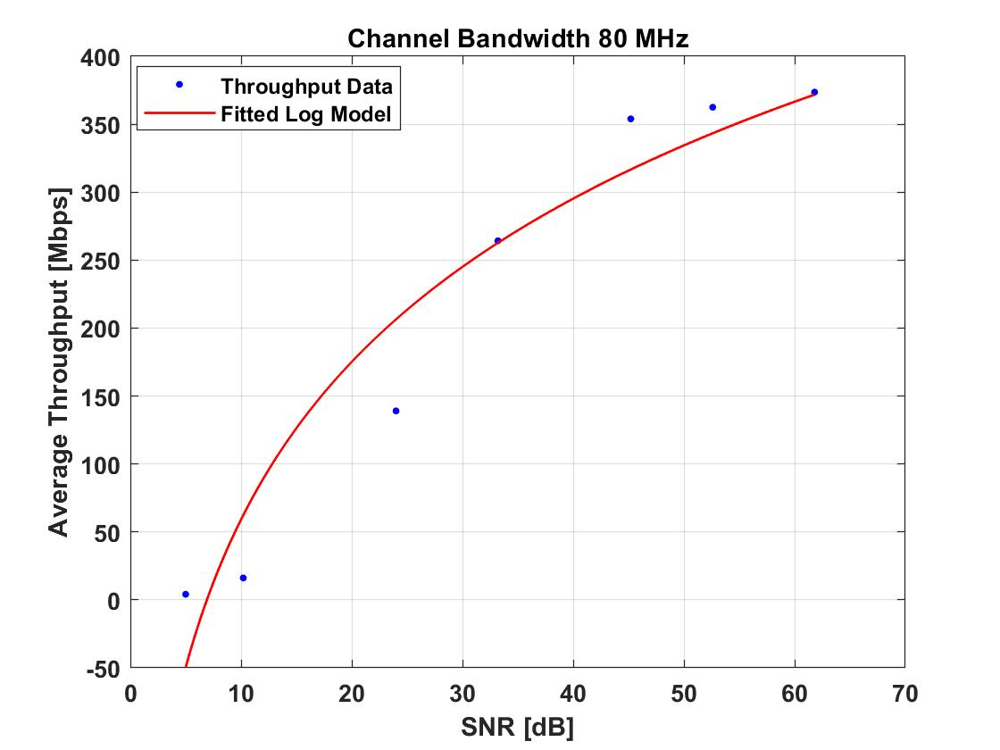 Channel Bandwidth 80 MHz
Throughput Data
Fitted Log Model
400
350
300
250
200
150
100
50
0
-50
Average Throughput [Mbps]
0 10 20 30 40 50 60 70
SNR [dB]